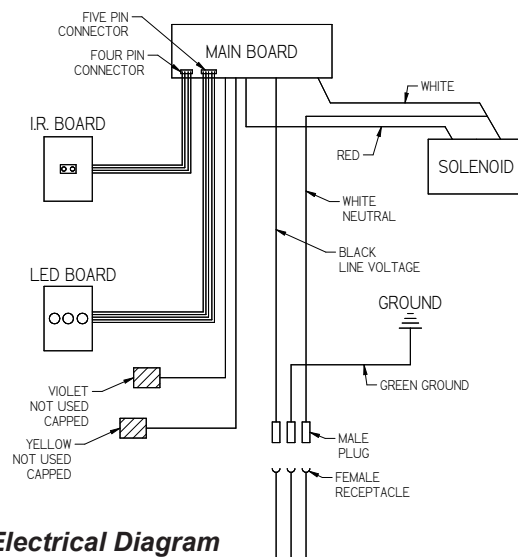 FIVE PIN
CONNECTOR
FOUR PIN
CONNECTOR
MAIN BOARD
WHITE
I.R. BOARD
RED
SOLENOID
WHITE
NEUTRAL
BLACK
LINE VOLTAGE
LED BOARD
GROUND
GREEN GROUND
VIOLET
NOT USED
CAPPED
YELLOW
NOT USED
CAPPED
MALE
PLUG
FEMALE
RECEPTACLE
Electrical Diagram